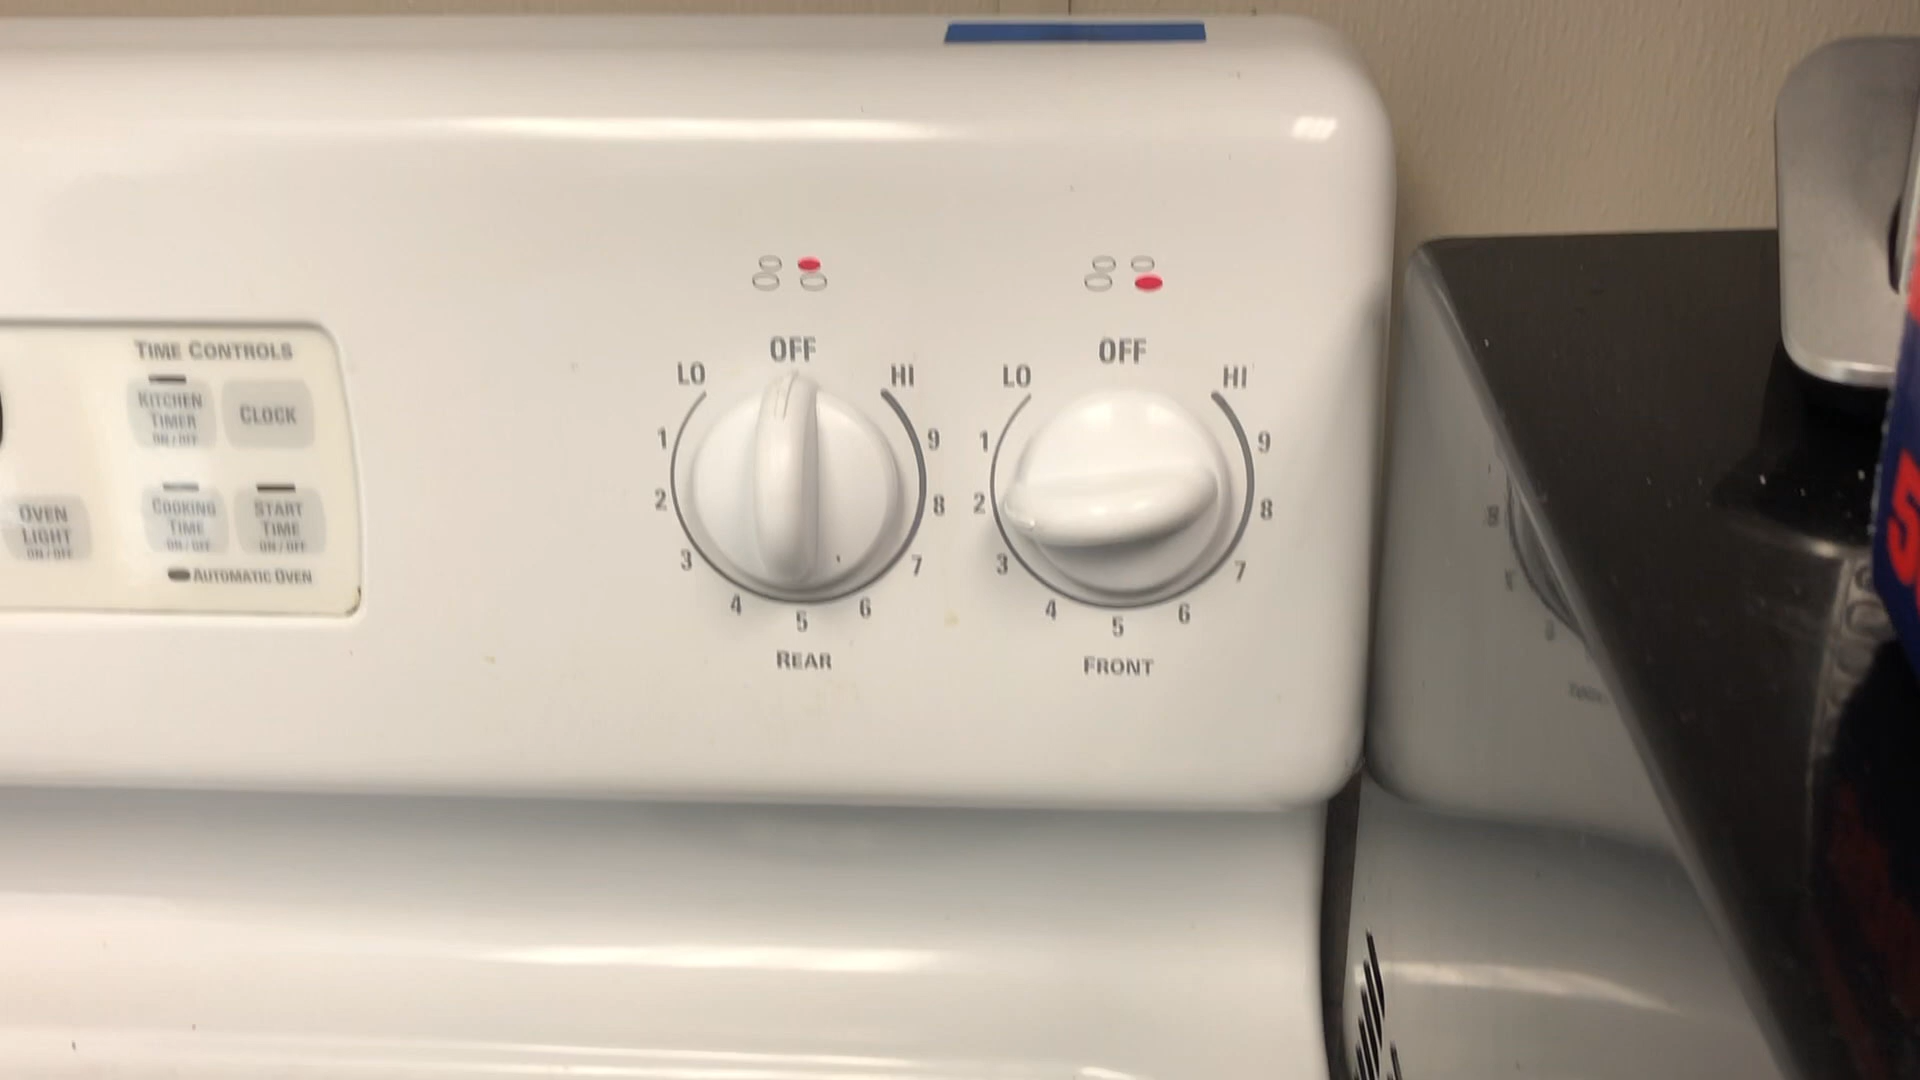 TIME CONTROLS
KITCHEN
TIMER
ON/OFF
CLOCK
OVEN
LIGHT
ON/OFF
COOKING
TIME
ON/OFF
START
TIME
ON/OFF
AUTOMATIC OVEN
OFF
LO
HI
1
9
2
8
3
7
4
6
5
REAR
OFF
LO
HI
1
9
2
8
3
7
4
6
5
FRONT
5